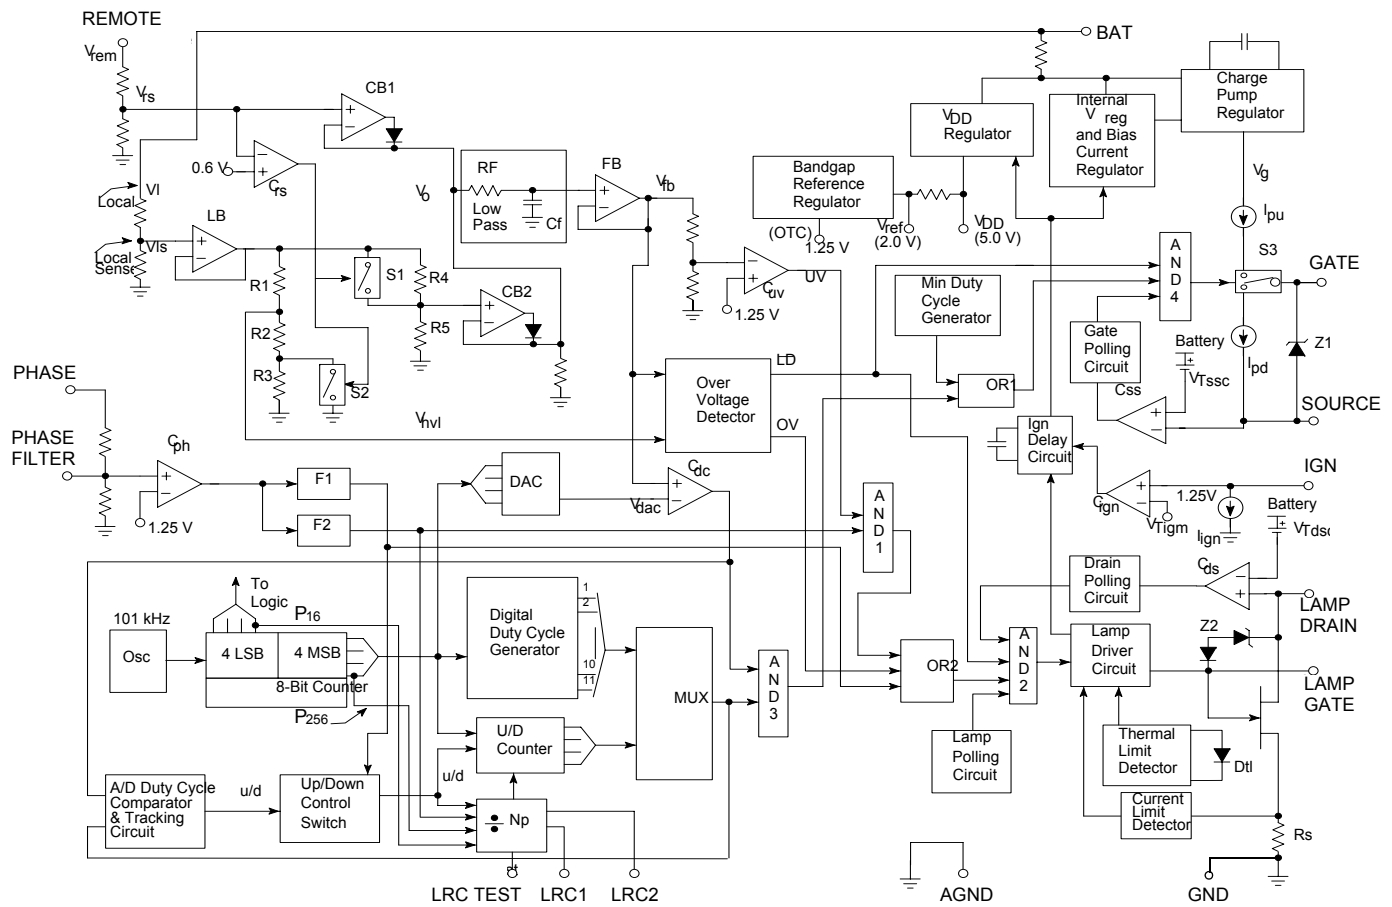 REMOTE
Vrem
Vrs
CB1
0.6 V
Crs
Vl
Local
LB
Vls
Local
Sense
R1
R2
R3
S1
S2
R4
R5
CB2
Vo
RF
Low
Pass
Cf
FB
Vfb
BAT
Charge
Pump
Regulator
Internal
Vreg
and Bias
Current
Regulator
VDD
Regulator
Bandgap
Reference
Regulator
(OTC)
1.25 V
Vref
(2.0 V)
VDD
(5.0 V)
Vg
Ipu
S3
GATE
Cuv
UV
1.25 V
A
N
D
4
Min Duty
Cycle
Generator
Gate
Polling
Circuit
Battery
VTssc
Css
Ipd
Z1
SOURCE
PHASE
PHASE
FILTER
Cph
1.25 V
Vhvl
Over
Voltage
Detector
LD
OV
OR1
Ign
Delay
Circuit
IGN
Cign
VTigm
1.25V
Iign
Battery
VTdsc
F1
F2
DAC
Vdac
Cdc
A
N
D
1
Cds
Drain
Polling
Circuit
LAMP
DRAIN
To
Logic
P16
101 kHz
Osc
4 LSB
4 MSB
8-Bit Counter
P256
Digital
Duty Cycle
Generator
1
2
10
11
MUX
A
N
D
3
OR2
A
N
D
2
Lamp
Driver
Circuit
Z2
LAMP
GATE
Lamp
Polling
Circuit
Thermal
Limit
Detector
Dtl
Current
Limit
Detector
Rs
U/D
Counter
u/d
A/D Duty Cycle
Comparator
& Tracking
Circuit
u/d
Up/Down
Control
Switch
÷ Np
LRC TEST
LRC1
LRC2
AGND
GND